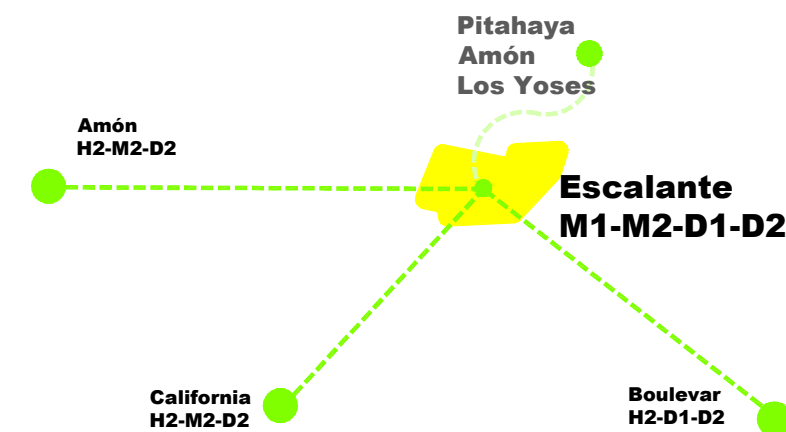 Pitahaya
Amón
Los Yoses
Amón
H2-M2-D2
Escalante
M1-M2-D1-D2
California
H2-M2-D2
Boulevar
H2-D1-D2